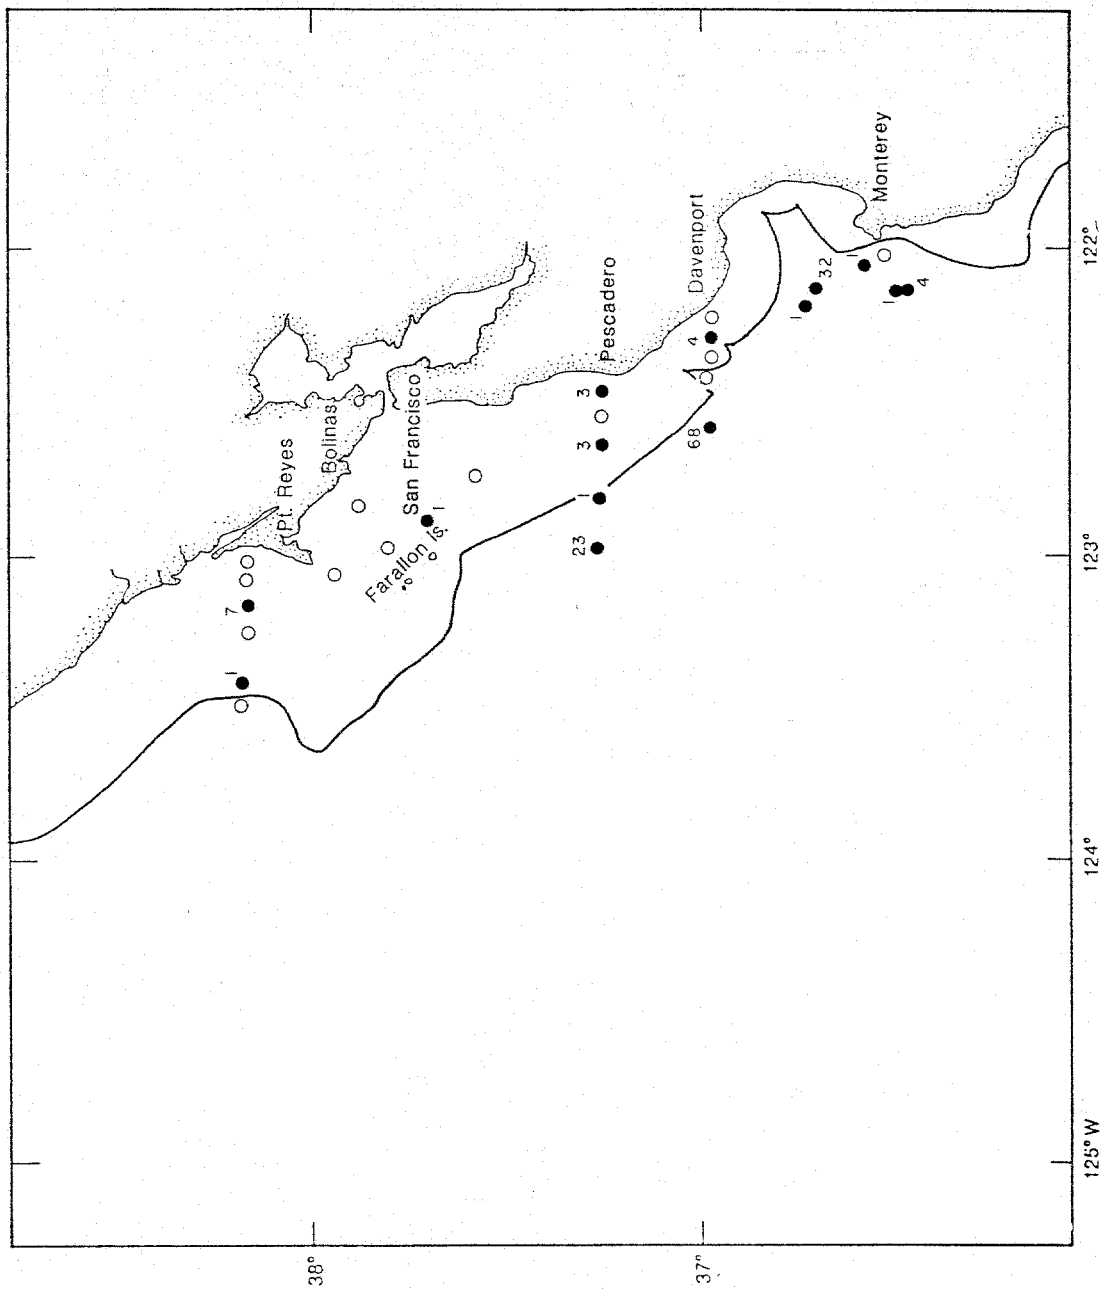 Pt. Reyes
Bolinas
San Francisco
Farallon Is.
Pescadero
Davenport
Monterey
1
7
1
23
1
3
3
68
4
1
32
1
1
4
38°
37°
125°W
124°
123°
122°